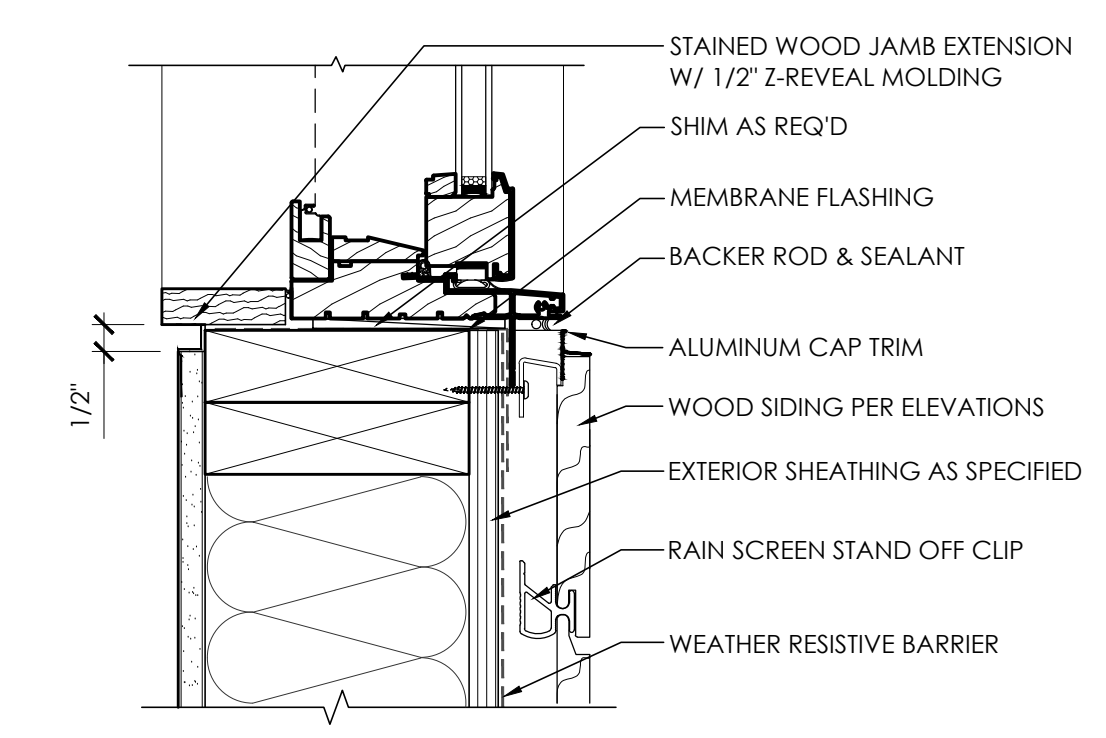 STAINED WOOD JAMB EXTENSION
W/ 1/2" Z-REVEAL MOLDING
SHIM AS REQ'D
MEMBRANE FLASHING
BACKER ROD & SEALANT
ALUMINUM CAP TRIM
1/2"
WOOD SIDING PER ELEVATIONS
EXTERIOR SHEATHING AS SPECIFIED
RAIN SCREEN STAND OFF CLIP
WEATHER RESISTIVE BARRIER